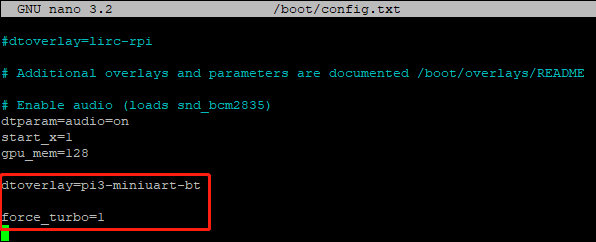 GNU nano 3.2 /boot/config.txt
#dtoverlay=lirc-rpi
# Additional overlays and parameters are documented /boot/overlays/README
# Enable audio (loads snd_bcm2835)
dtparam=audio=on
start_x=1
gpu_mem=128
dtoverlay=pi3-miniuart-bt
force_turbo=1